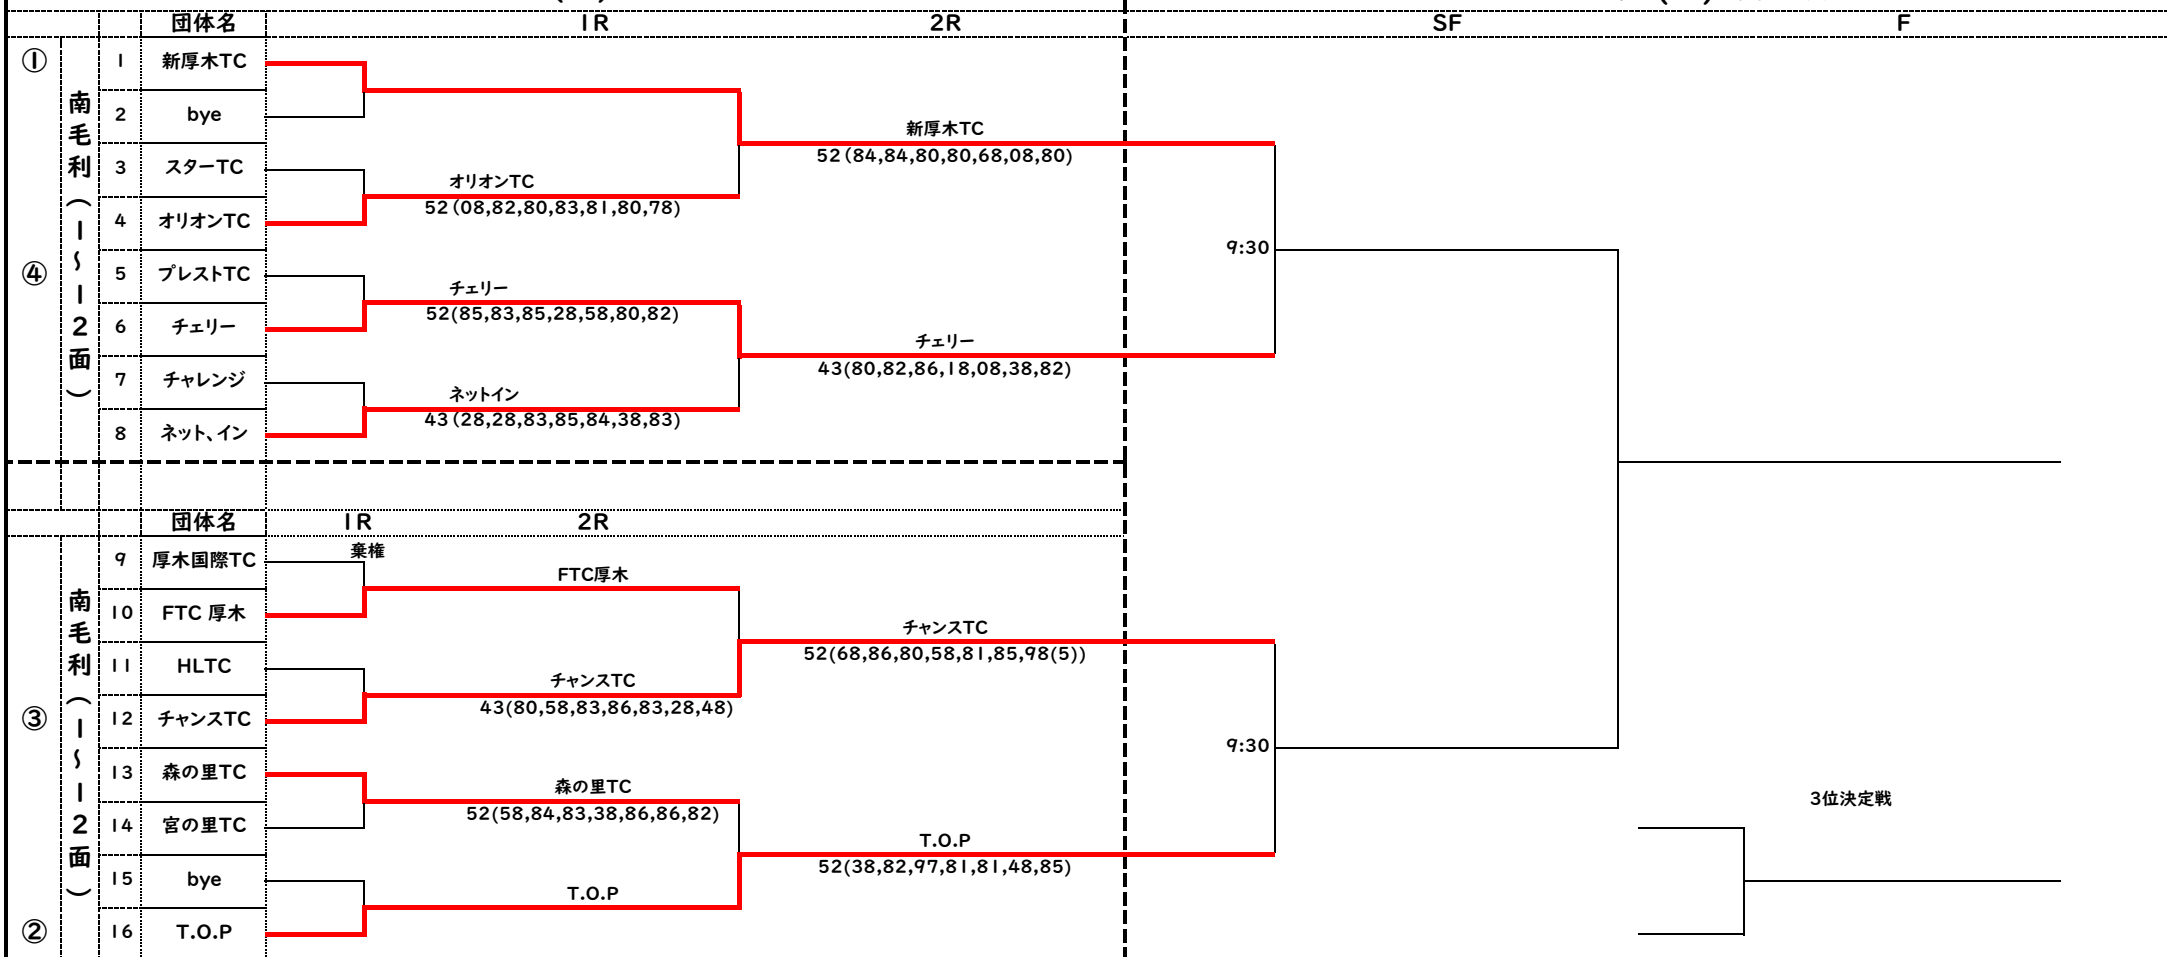 団体名 1R 2R SF F
① 1 新厚木TC
2 bye
新厚木TC
52(84,84,80,80,68,08,80)
3 スターTC
オリオンTC
52(08,82,80,83,81,80,78)
4 オリオンTC
9:30
④ 5 プレストTC
チェリー
52(85,83,85,28,58,80,82)
6 チェリー
チェリー
43(80,82,86,18,08,38,82)
7 チャレンジ
ネットイン
43(28,28,83,85,84,38,83)
8 ネット、イン
南毛利(1~12面)
団体名 1R 2R
9 厚木国際TC 棄権
FTC厚木
10 FTC 厚木
チャンスTC
52(68,86,80,58,81,85,98(5))
11 HLTC
チャンスTC
43(80,58,83,86,83,28,48)
③ 12 チャンスTC
9:30
13 森の里TC
森の里TC
52(58,84,83,38,86,86,82)
3位決定戦
14 宮の里TC
T.O.P
52(38,82,97,81,81,48,85)
15 bye
T.O.P
② 16 T.O.P
南毛利(1~12面)